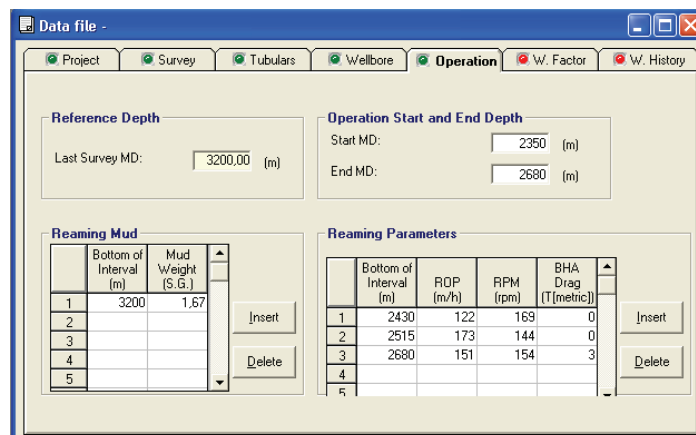 Data file -
Project Survey Tubulars Wellbore Operation W. Factor W. History
Reference Depth
Last Survey MD: 3200,00 (m)
Operation Start and End Depth
Start MD: 2350 (m)
End MD: 2680 (m)
Reaming Mud
Bottom of Interval (m) Mud Weight (S.G.)
1 3200 1,67
2
3
4
5
Insert
Delete
Reaming Parameters
Bottom of Interval (m) ROP (m/h) RPM (rpm) BHA Drag (T[metric])
1 2430 122 169 0
2 2515 173 144 0
3 2680 151 154 3
4
5
Insert
Delete